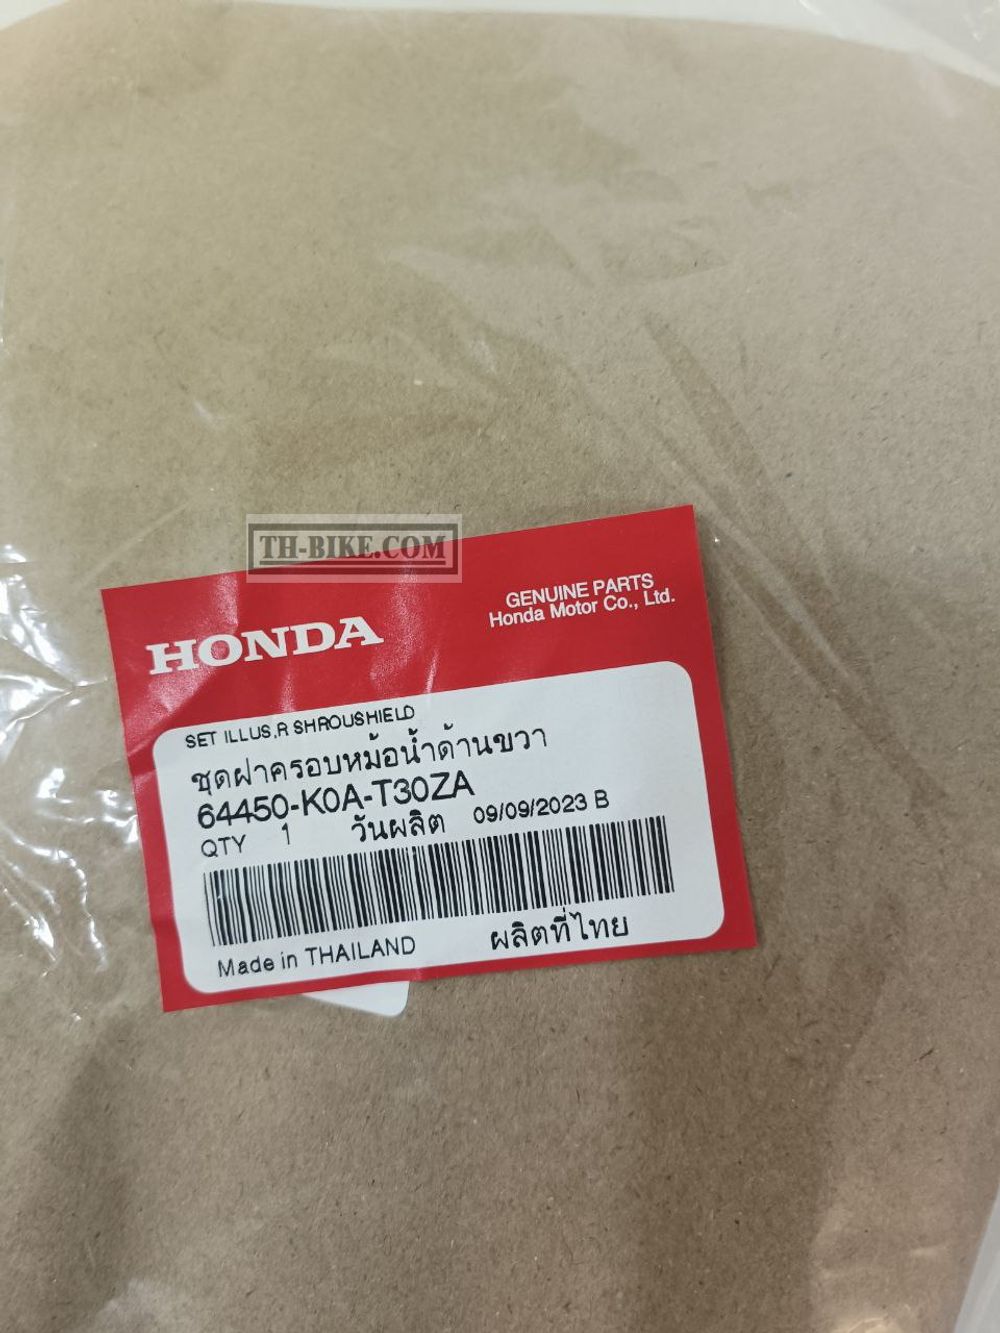 TH-BIKE.COM
HONDA
GENUINE PARTS
Honda Motor Co., Ltd.
SET ILLUS,R SHROUSHIELD
ชุดฝาครอบหม้อน้ำด้านขวา
64450-K0A-T30ZA
QTY 1 วันผลิต 09/09/2023 B
Made in THAILAND ผลิตที่ไทย